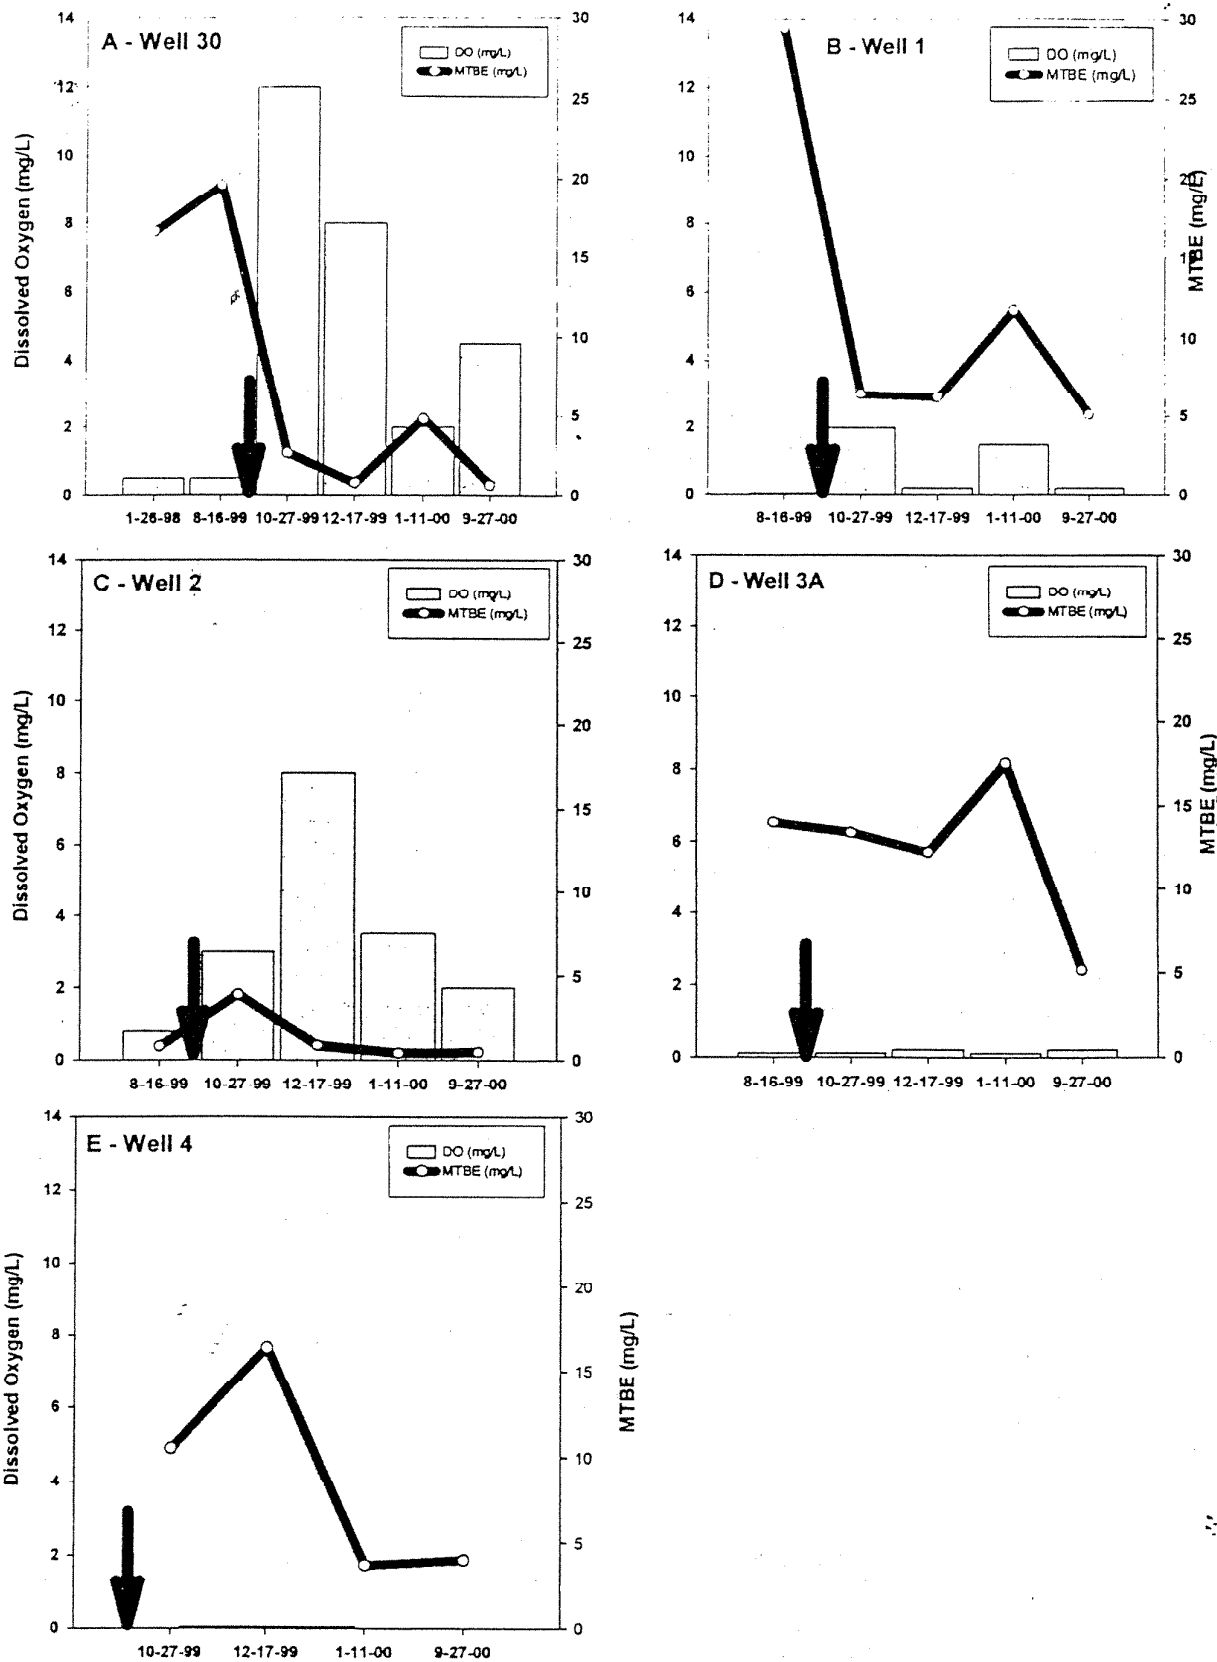 A - Well 30
DO (mg/L)
MTBE (mg/L)
Dissolved Oxygen (mg/L)
14
12
10
8
6
4
2
0
30
25
20
15
10
5
0
1-26-98 8-16-99 10-27-99 12-17-99 1-11-00 9-27-00
B - Well 1
DO (mg/L)
MTBE (mg/L)
14
12
10
8
6
4
2
0
30
25
20
15
10
5
0
MTBE (mg/L)
8-16-99 10-27-99 12-17-99 1-11-00 9-27-00
C - Well 2
DO (mg/L)
MTBE (mg/L)
Dissolved Oxygen (mg/L)
14
12
10
8
6
4
2
0
30
25
20
15
10
5
0
8-16-99 10-27-99 12-17-99 1-11-00 9-27-00
D - Well 3A
DO (mg/L)
MTBE (mg/L)
14
12
10
8
6
4
2
0
30
25
20
15
10
5
0
MTBE (mg/L)
8-16-99 10-27-99 12-17-99 1-11-00 9-27-00
E - Well 4
DO (mg/L)
MTBE (mg/L)
Dissolved Oxygen (mg/L)
14
12
10
8
6
4
2
0
30
25
20
15
10
5
0
MTBE (mg/L)
10-27-99 12-17-99 1-11-00 9-27-00